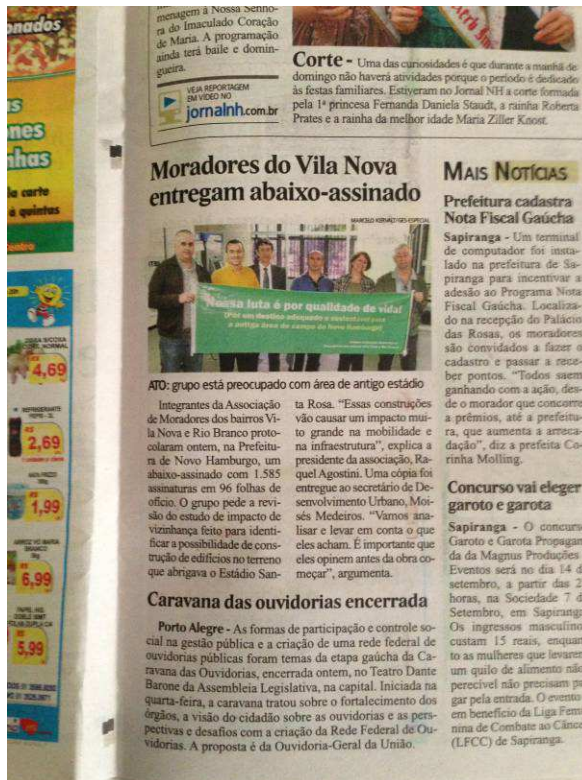 menagem a Nossa Senho-
ra do Imaculado Coração
de Maria. A programação
ainda terá baile e domin-
gueira.
VEJA REPORTAGEM
EM VÍDEO NO
jornalnh.com.br
Corte - Uma das curiosidades é que durante a manhã de
domingo não haverá atividades porque o período é dedicado
às festas familiares. Estiveram no Jornal NH a corte formada
pela 1ª princesa Fernanda Daniela Staudt, a rainha Roberta
Prates e a rainha da melhor idade Maria Ziller Knost.
Moradores do Vila Nova
entregam abaixo-assinado
Nossa luta é por qualidade de vida!
ATO: grupo está preocupado com área de antigo estádio
Integrantes da Associação
de Moradores dos bairros Vi-
la Nova e Rio Branco proto-
colaram ontem, na Prefeitu-
ra de Novo Hamburgo, um
abaixo-assinado com 1.585
assinaturas em 96 folhas de
ofício. O grupo pede a revi-
são do estudo de impacto de
vizinhança feito para identi-
ficar a possibilidade de cons-
trução de edifícios no terreno
que abrigava o Estádio San-
ta Rosa. “Essas construções
vão causar um impacto mui-
to grande na mobilidade e
na infraestrutura”, explica a
presidente da associação, Ra-
quel Agostini. Uma cópia foi
entregue ao secretário de De-
senvolvimento Urbano, Moi-
sés Medeiros. “Vamos ana-
lisar e levar em conta o que
eles acham. É importante que
eles opinem antes da obra co-
meçar”, argumenta.
Caravana das ouvidorias encerrada
Porto Alegre - As formas de participação e controle so-
cial na gestão pública e a criação de uma rede federal de
ouvidorias públicas foram temas da etapa gaúcha da Ca-
ravana das Ouvidorias, encerrada ontem, no Teatro Dante
Barone da Assembleia Legislativa, na capital. Iniciada na
quarta-feira, a caravana tratou sobre o fortalecimento dos
órgãos, a visão do cidadão sobre as ouvidorias e as pers-
pectivas e desafios com a criação da Rede Federal de Ou-
vidorias. A proposta é da Ouvidoria-Geral da União.
MAIS NOTÍCIAS
Prefeitura cadastra
Nota Fiscal Gaúcha
Sapiranga - Um terminal
de computador foi insta-
lado na prefeitura de Sa-
piranga para incentivar a
adesão ao Programa Nota
Fiscal Gaúcha. Localiza-
do na recepção do Palácio
das Rosas, os moradores
são convidados a fazer o
cadastro e passar a rece-
ber pontos. “Todos saem
ganhando com a ação, des-
de o morador que concorre
a prêmios, até a prefeitu-
ra, que aumenta a arreca-
dação”, diz a prefeita Co-
rinha Molling.
Concurso vai eleger
garoto e garota
Sapiranga - O concurs
Garoto e Garota Propagan
da da Magnus Produções
Eventos será no dia 14 d
setembro, a partir das 2
horas, na Sociedade 7 d
Setembro, em Sapiranga
Os ingressos masculino
custam 15 reais, enquan
to as mulheres que levarem
um quilo de alimento não
perecível não precisam pa
gar pela entrada. O evento
em benefício da Liga Femi
nina de Combate ao Cânce
(LFCC) de Sapiranga.
onados
nes
nhas
la carte
à quintas
entro
4,69
2,69
1,99
6,99
5,99